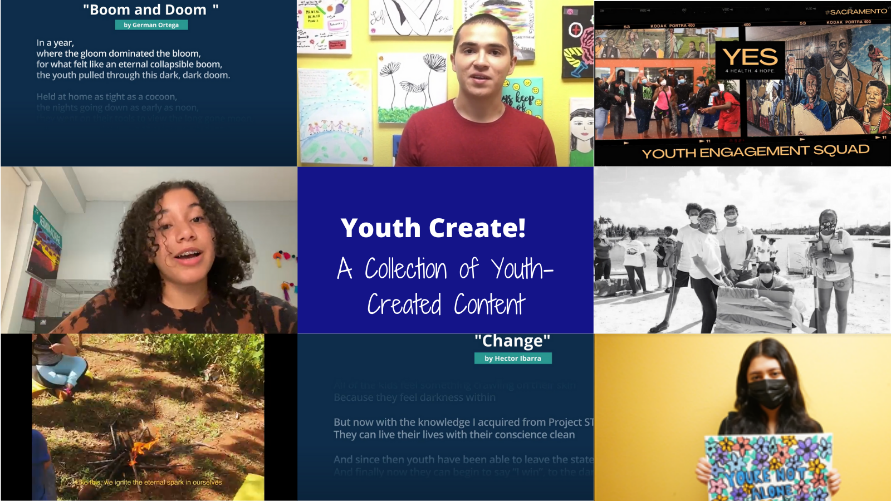 "Boom and Doom "
by German Ortega
In a year,
where the gloom dominated the bloom,
for what felt like an eternal collapsible boom,
the youth pulled through this dark, dark doom.
Held at home as tight as a cocoon,
the nights going down as early as noon,
keep of
#SACRAMENTO
KODAK PORTRA 400
YES
4 HEALTH 4 HOPE
YOUTH ENGAGEMENT SQUAD
Youth Create!
A Collection of Youth-
Created Content
we ignite the eternal spark in ourselves
"Change"
by Hector Ibarra
Because they feel darkness within
But now with the knowledge I acquired from Project ST
They can live their lives with their conscience clean
And since then youth have been able to leave the state
And finally now they can begin to say "I win", to the
YOU'RE NOT
ALONE